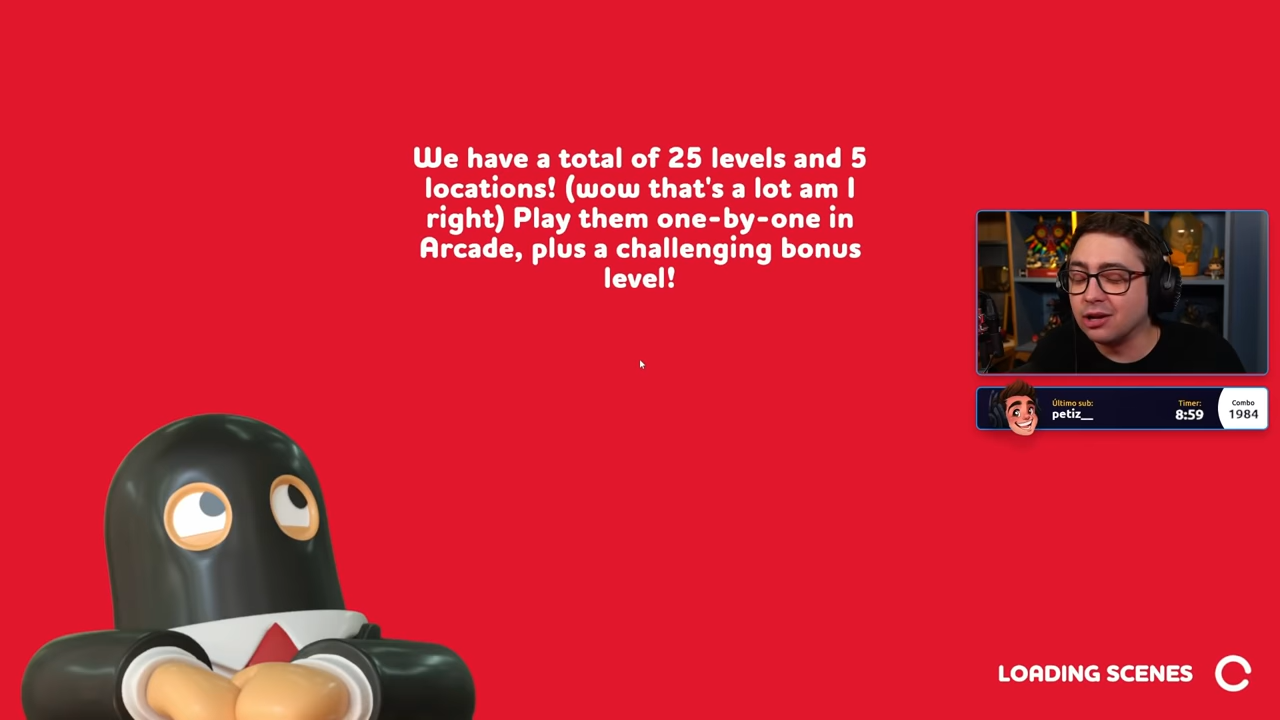 We have a total of 25 levels and 5
locations! (wow that's a lot am I
right) Play them one-by-one in
Arcade, plus a challenging bonus
level!
Último sub:
petiz__
Timer:
8:59
Combo
1984
LOADING SCENES